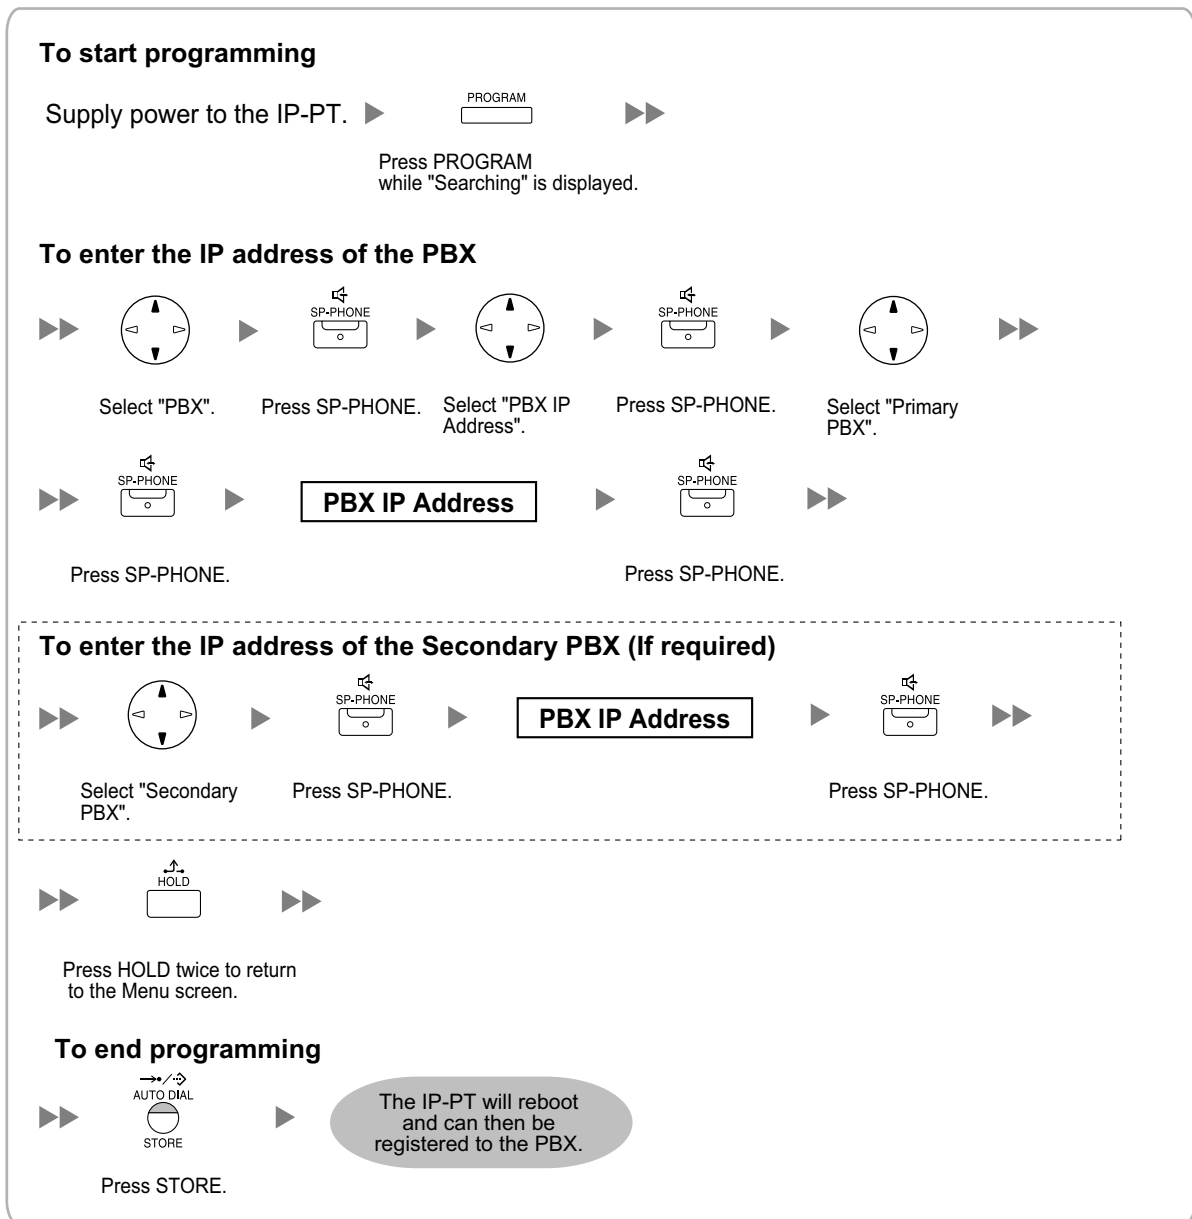 To start programming
Supply power to the IP-PT.
PROGRAM
Press PROGRAM
while "Searching" is displayed.
To enter the IP address of the PBX
SP-PHONE
SP-PHONE
Select "PBX".
Press SP-PHONE.
Select "PBX IP
Address".
Press SP-PHONE.
Select "Primary
PBX".
SP-PHONE
PBX IP Address
SP-PHONE
Press SP-PHONE.
Press SP-PHONE.
To enter the IP address of the Secondary PBX (If required)
SP-PHONE
PBX IP Address
SP-PHONE
Select "Secondary
PBX".
Press SP-PHONE.
Press SP-PHONE.
HOLD
Press HOLD twice to return
to the Menu screen.
To end programming
AUTO DIAL
STORE
The IP-PT will reboot
and can then be
registered to the PBX.
Press STORE.